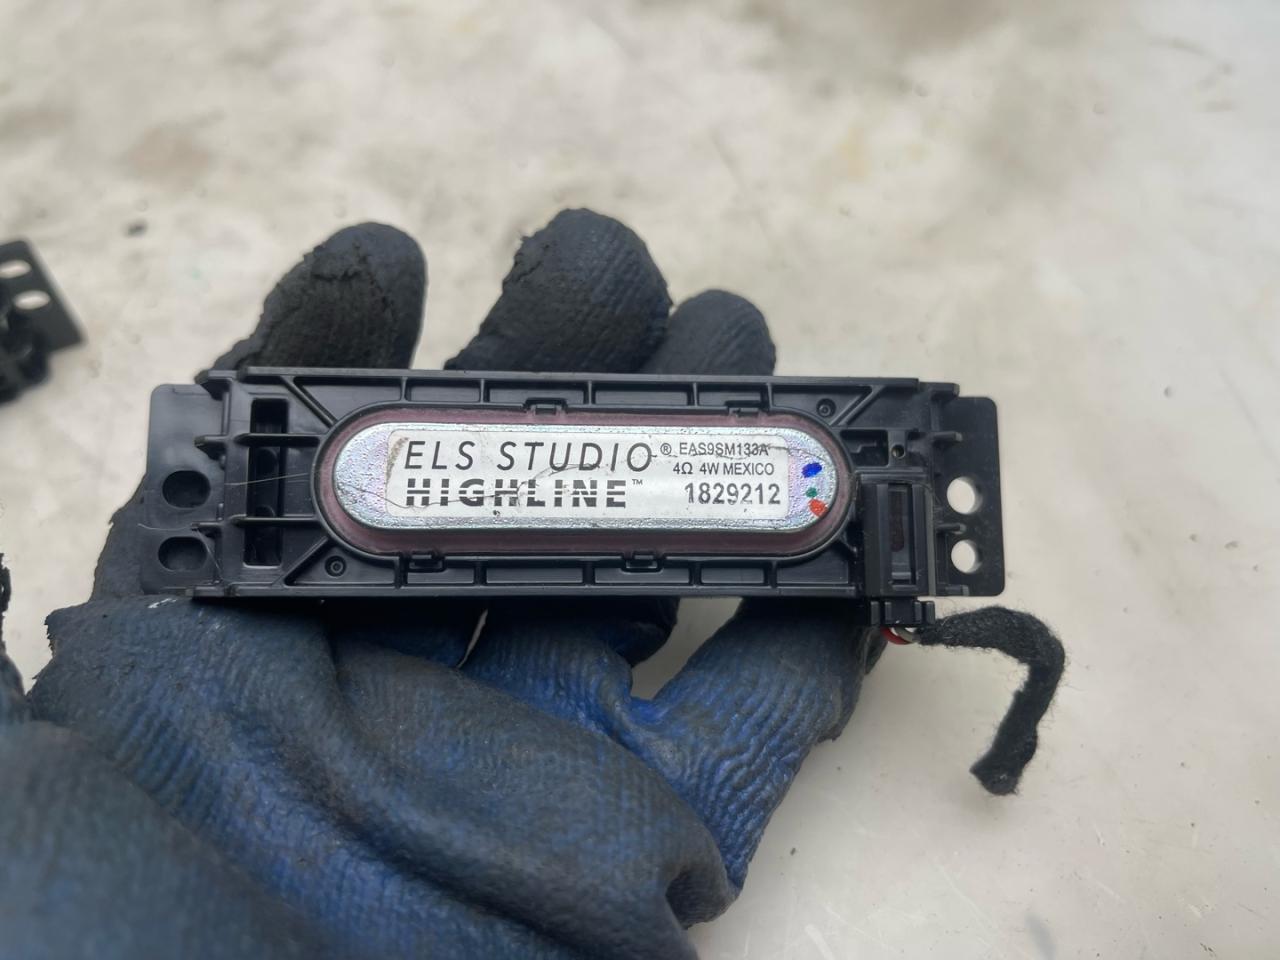 ELS STUDIO® EAS9SM133A
4Ω 4W MEXICO
HIGHLINE™ 1829212